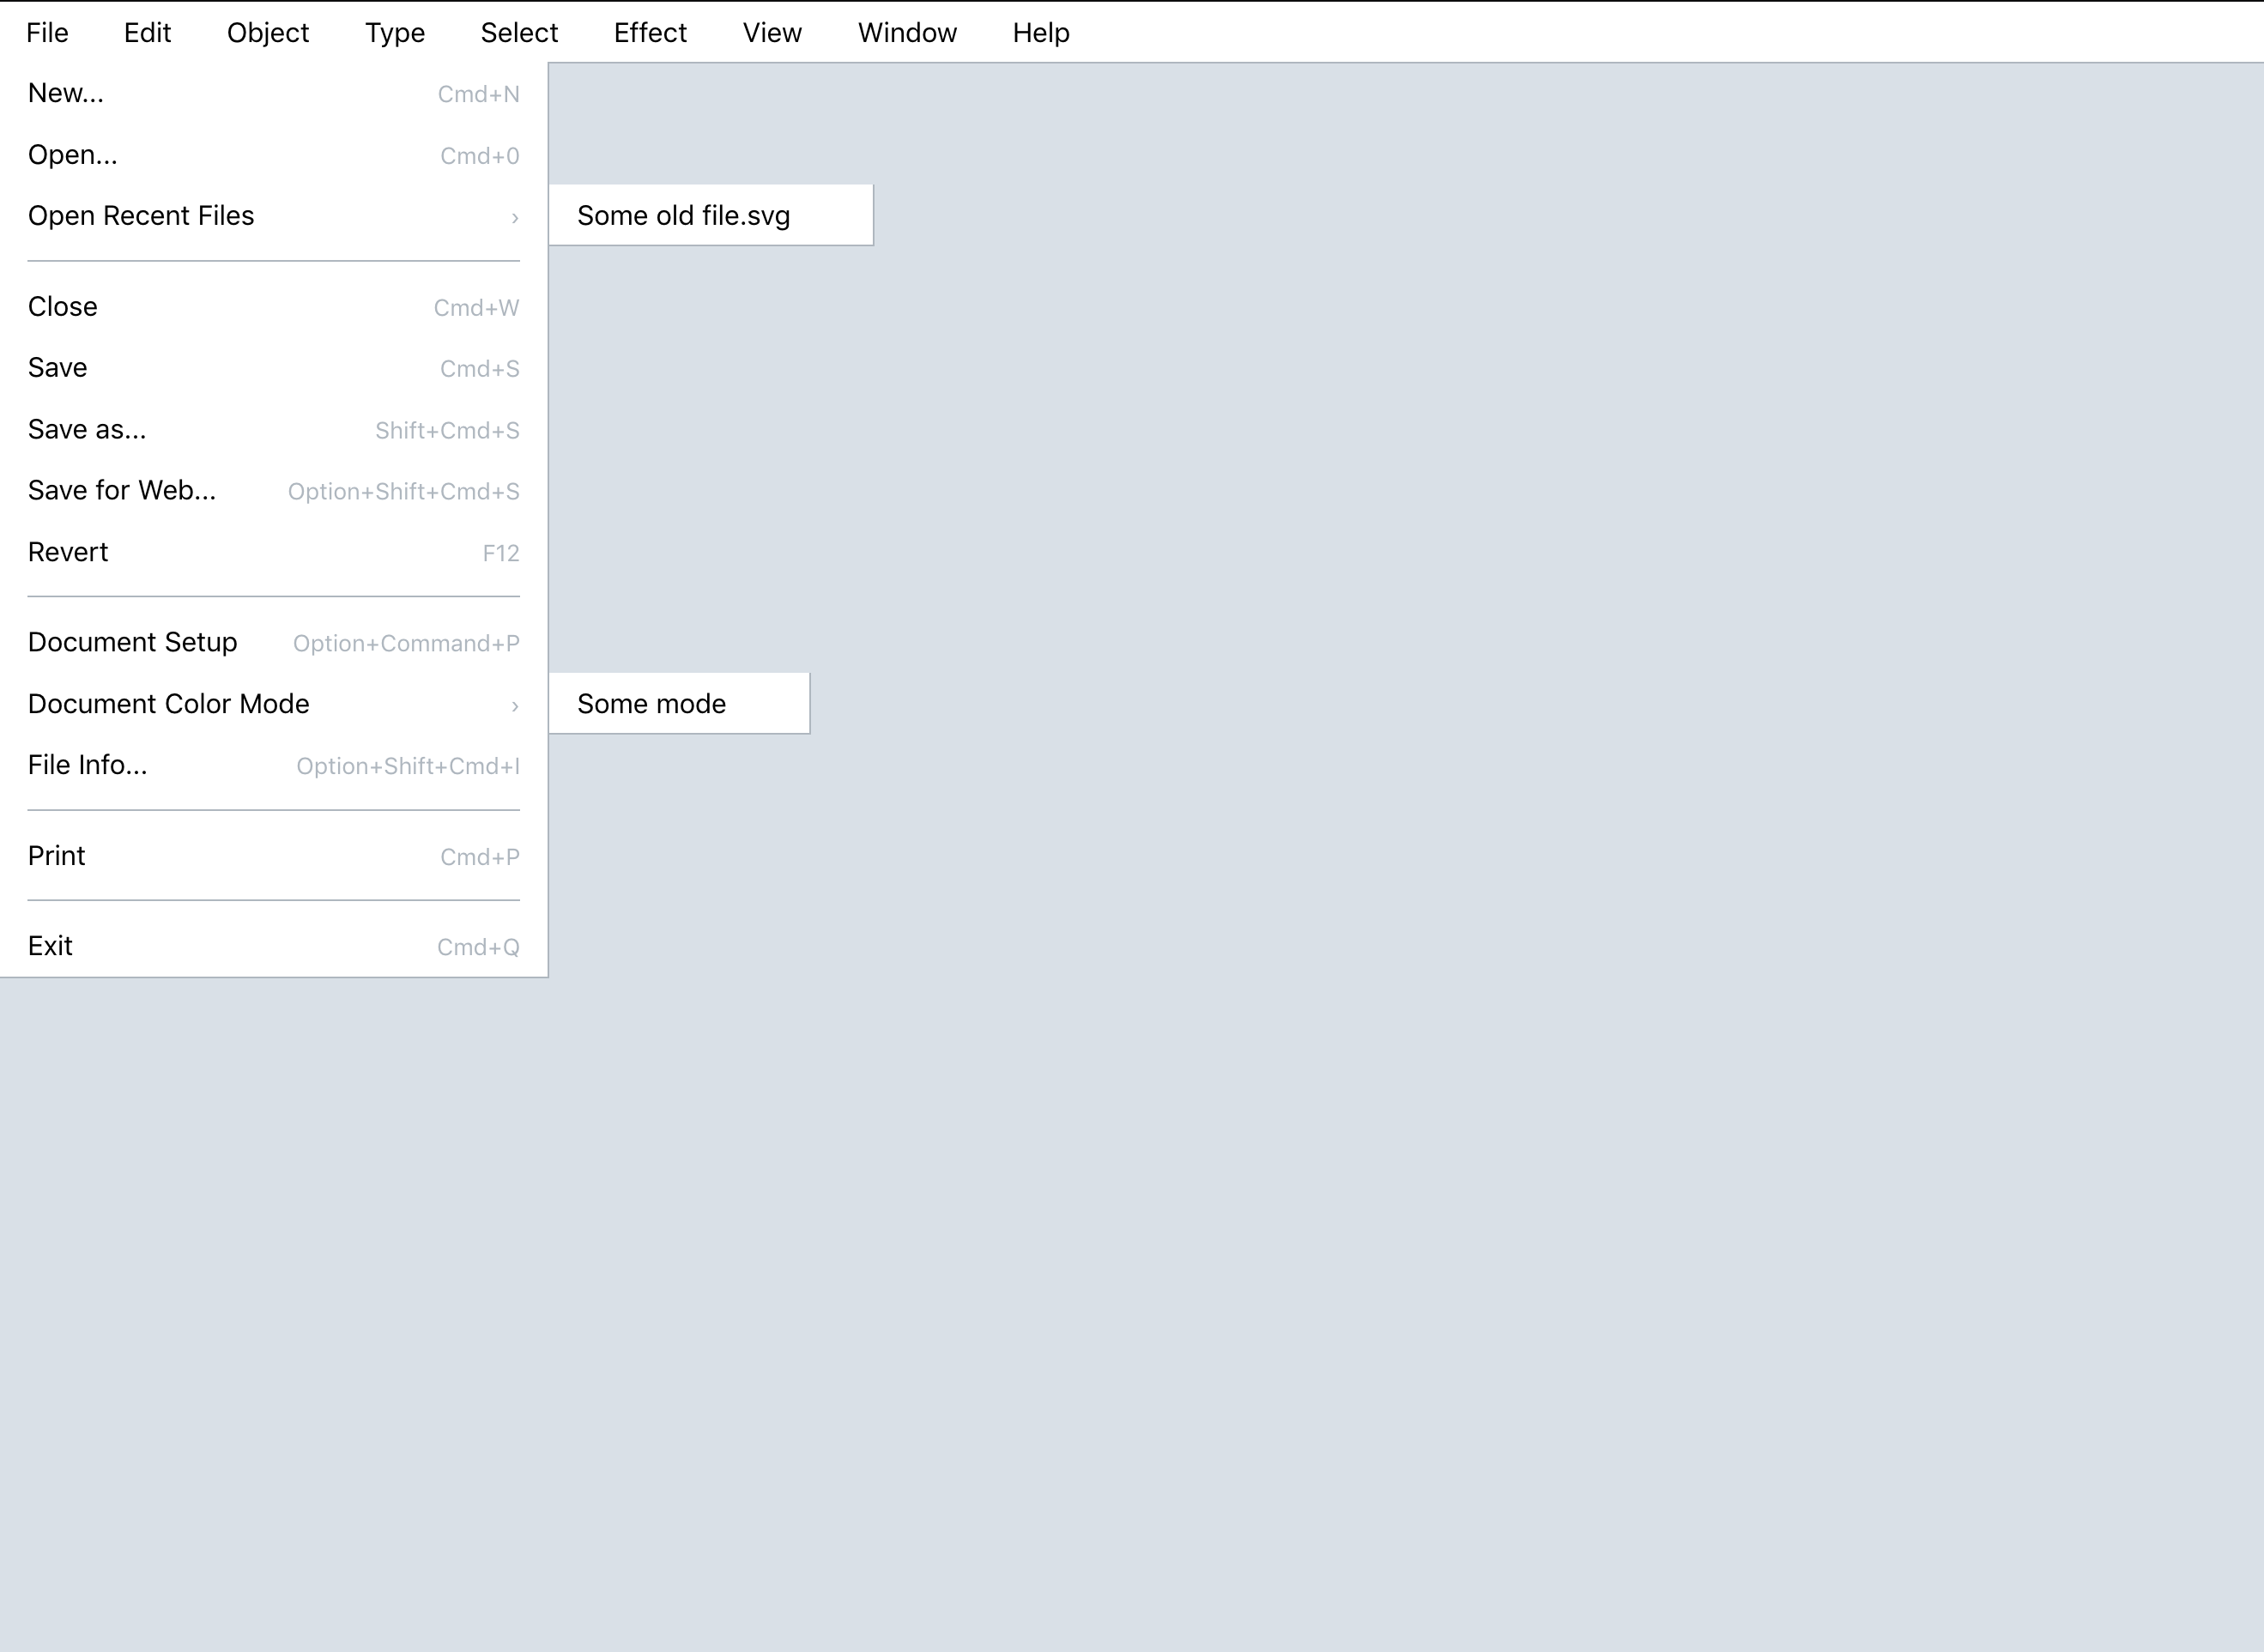 File Edit Object Type Select Effect View Window Help
New... Cmd+N
Open... Cmd+0
Open Recent Files › Some old file.svg
Close Cmd+W
Save Cmd+S
Save as... Shift+Cmd+S
Save for Web... Option+Shift+Cmd+S
Revert F12
Document Setup Option+Command+P
Document Color Mode › Some mode
File Info... Option+Shift+Cmd+I
Print Cmd+P
Exit Cmd+Q